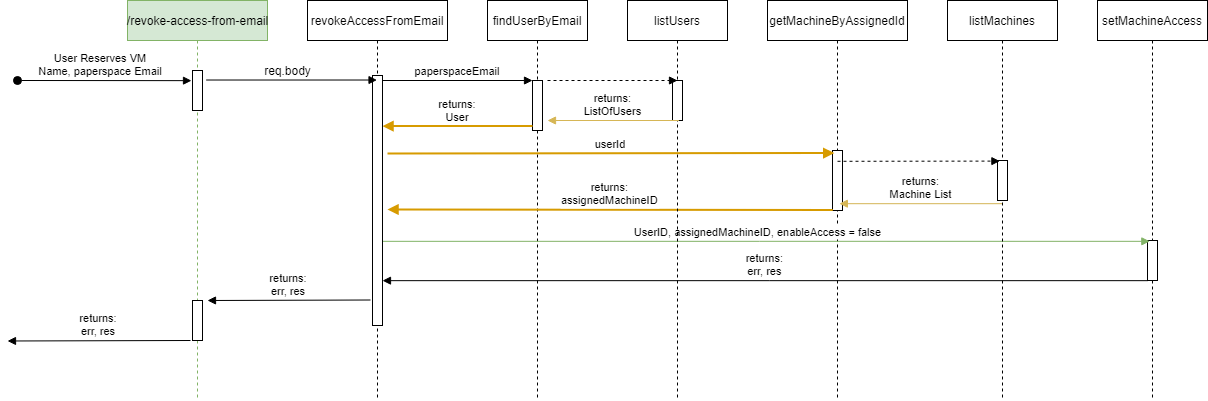 /revoke-access-from-email
revokeAccessFromEmail
findUserByEmail
listUsers
getMachineByAssignedId
listMachines
setMachineAccess
User Reserves VM
Name, paperspace Email
req.body
paperspaceEmail
returns:
ListOfUsers
returns:
User
userId
returns:
Machine List
returns:
assignedMachineID
UserID, assignedMachineID, enableAccess = false
returns:
err, res
returns:
err, res
returns:
err, res